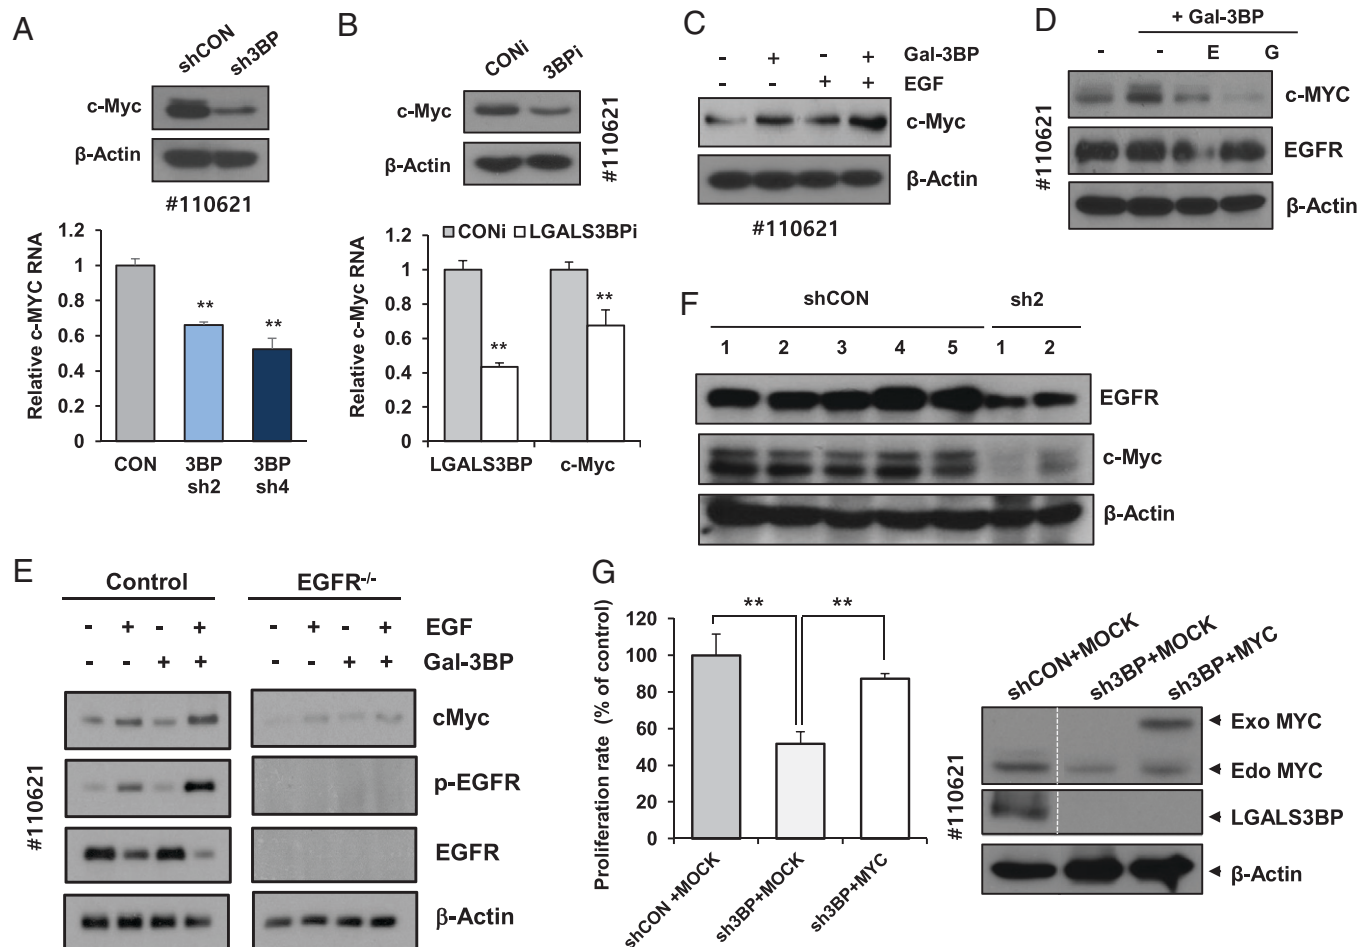 A
shCON
sh3BP
c-Myc
β-Actin
#110621
Relative c-MYC RNA
1.2
1
0.8
0.6
0.4
0.2
0
**
**
CON
3BP
sh2
3BP
sh4
B
CONi
3BPi
c-Myc
β-Actin
#110621
Relative c-Myc RNA
1.2
1
0.8
0.6
0.4
0.2
0
CONi
LGALS3BPi
**
**
LGALS3BP
c-Myc
C
- + - + Gal-3BP
- - + + EGF
c-Myc
β-Actin
#110621
D
+ Gal-3BP
- - E G
#110621
c-MYC
EGFR
β-Actin
F
shCON
sh2
1 2 3 4 5 1 2
EGFR
c-Myc
β-Actin
E
Control
EGFR-/-
- + - + - + - + EGF
- - + + - - + + Gal-3BP
#110621
cMyc
p-EGFR
EGFR
β-Actin
G
Proliferation rate (% of control)
120
100
80
60
40
20
0
**
**
shCON +MOCK
sh3BP+MOCK
sh3BP+MYC
shCON+MOCK
sh3BP+MOCK
sh3BP+MYC
#110621
Exo MYC
Edo MYC
LGALS3BP
β-Actin